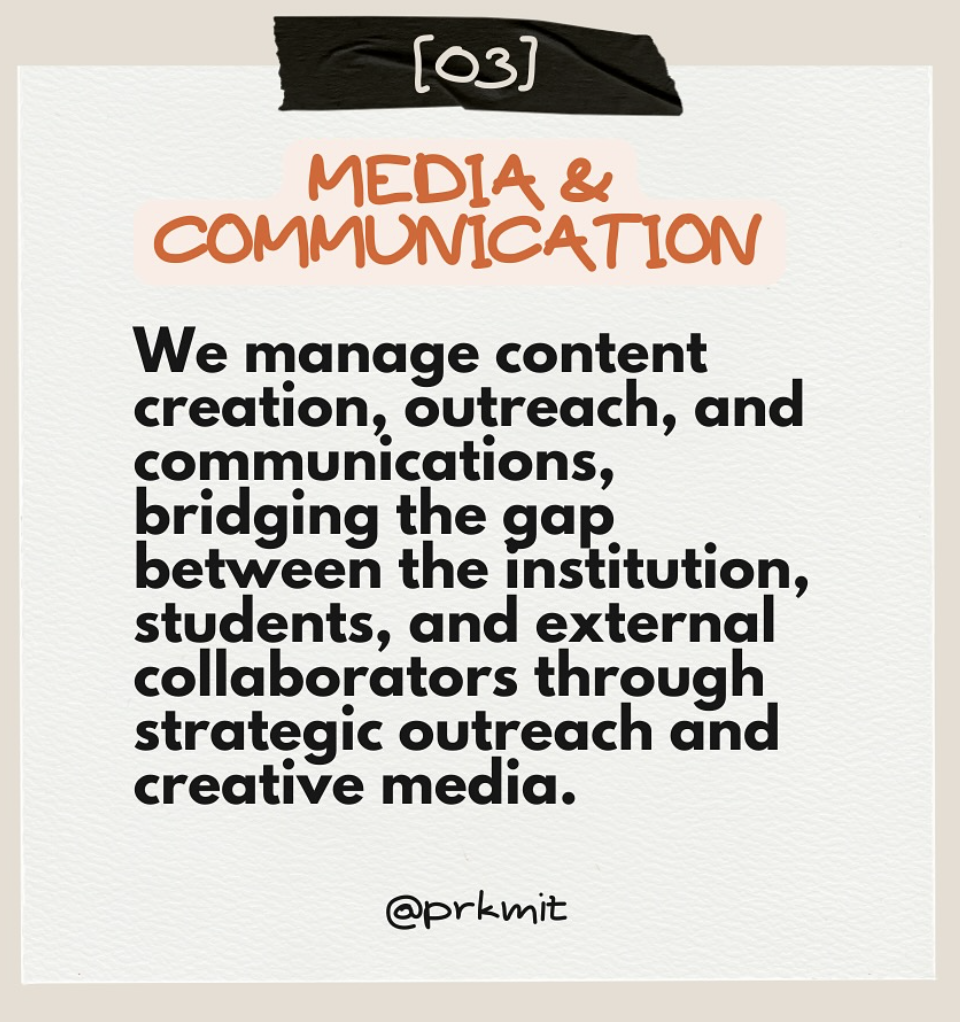 [03]
MEDIA &
COMMUNICATION
We manage content
creation, outreach, and
communications,
bridging the gap
between the institution,
students, and external
collaborators through
strategic outreach and
creative media.
@prkmit